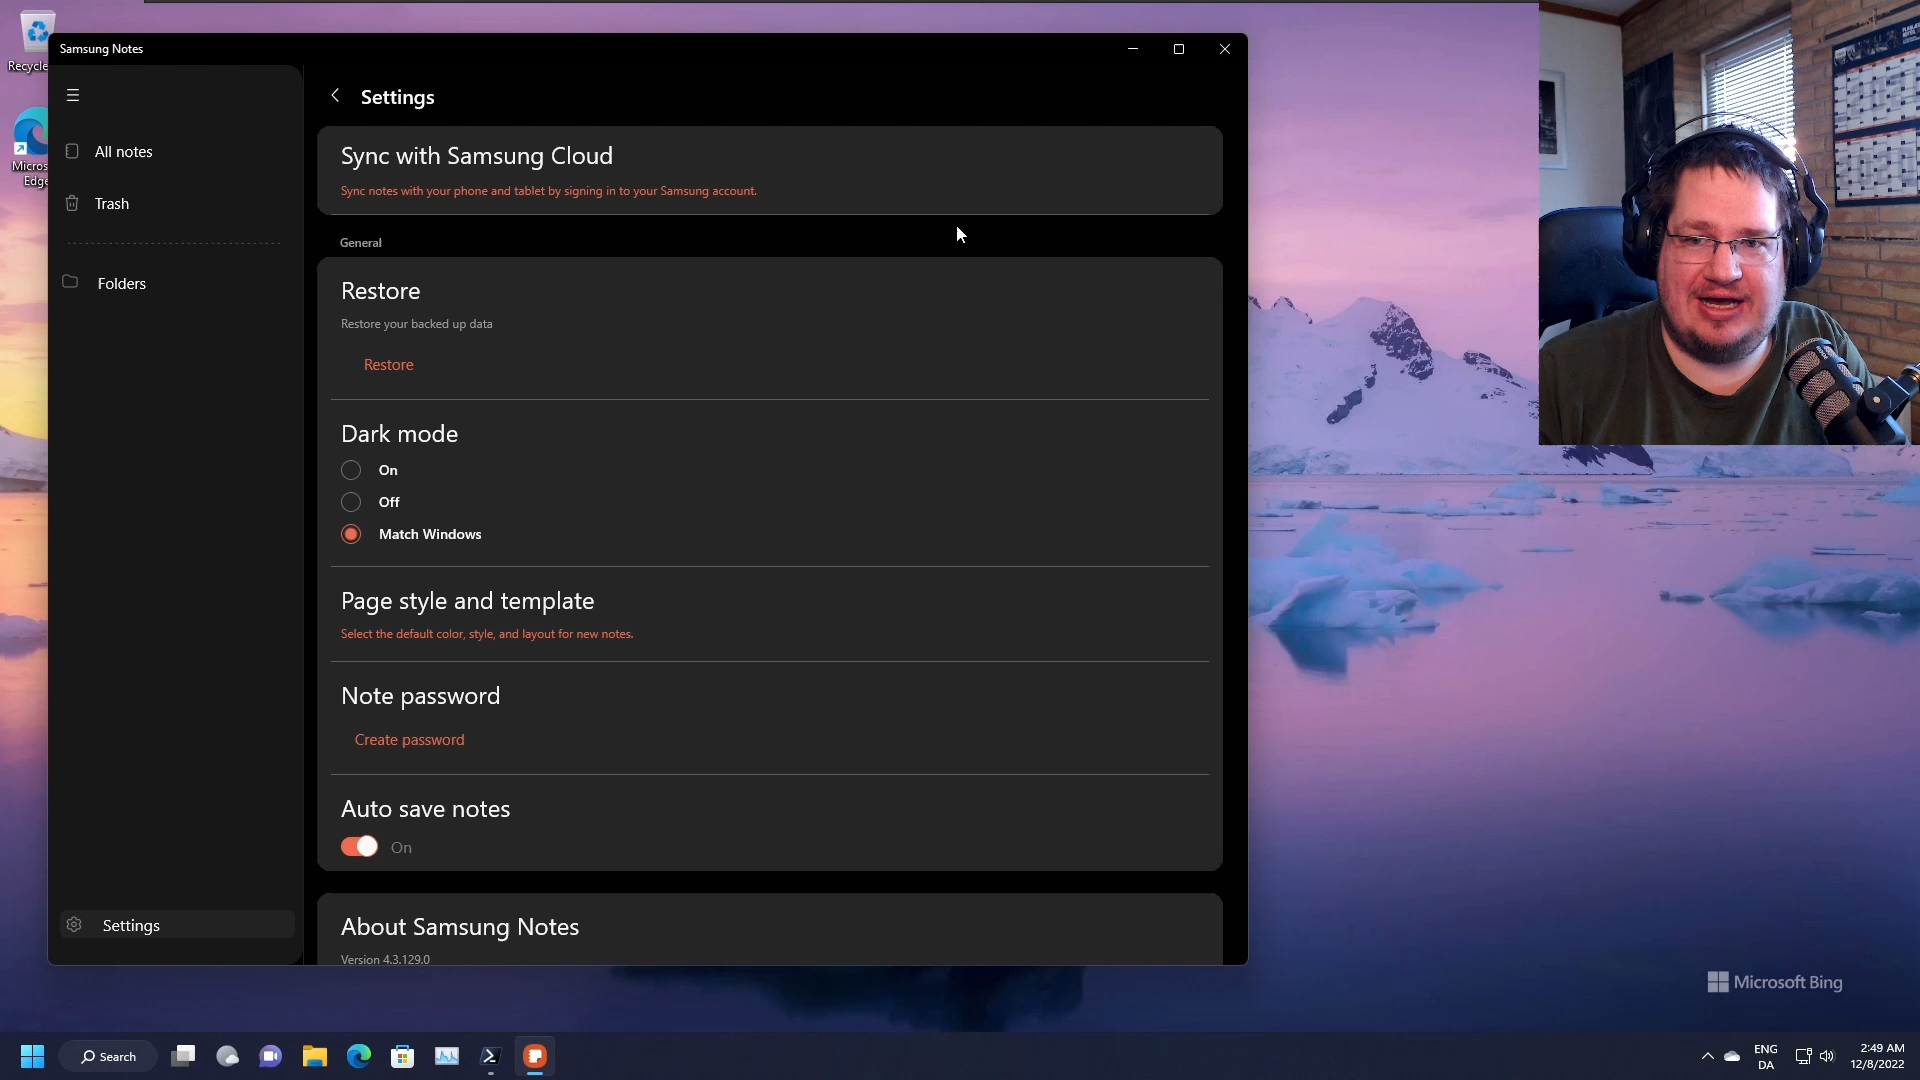 Recycle
Micros
Edge
Samsung Notes
All notes
Trash
Folders
Settings
Settings
Sync with Samsung Cloud
Sync notes with your phone and tablet by signing in to your Samsung account.
General
Restore
Restore your backed up data
Restore
Dark mode
On
Off
Match Windows
Page style and template
Select the default color, style, and layout for new notes.
Note password
Create password
Auto save notes
On
About Samsung Notes
Version 4.3.129.0
Microsoft Bing
Search
ENG
DA
2:49 AM
12/8/2022